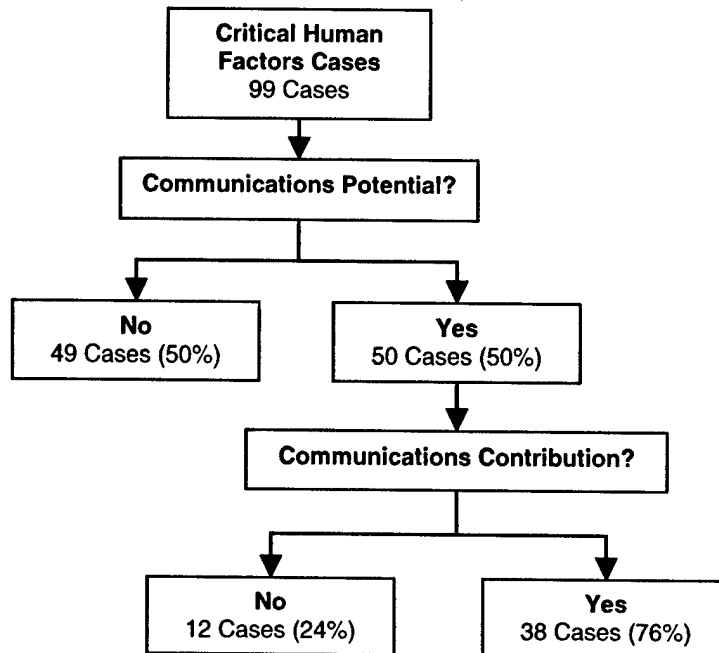 Critical Human
Factors Cases
99 Cases
Communications Potential?
No
49 Cases (50%)
Yes
50 Cases (50%)
Communications Contribution?
No
12 Cases (24%)
Yes
38 Cases (76%)